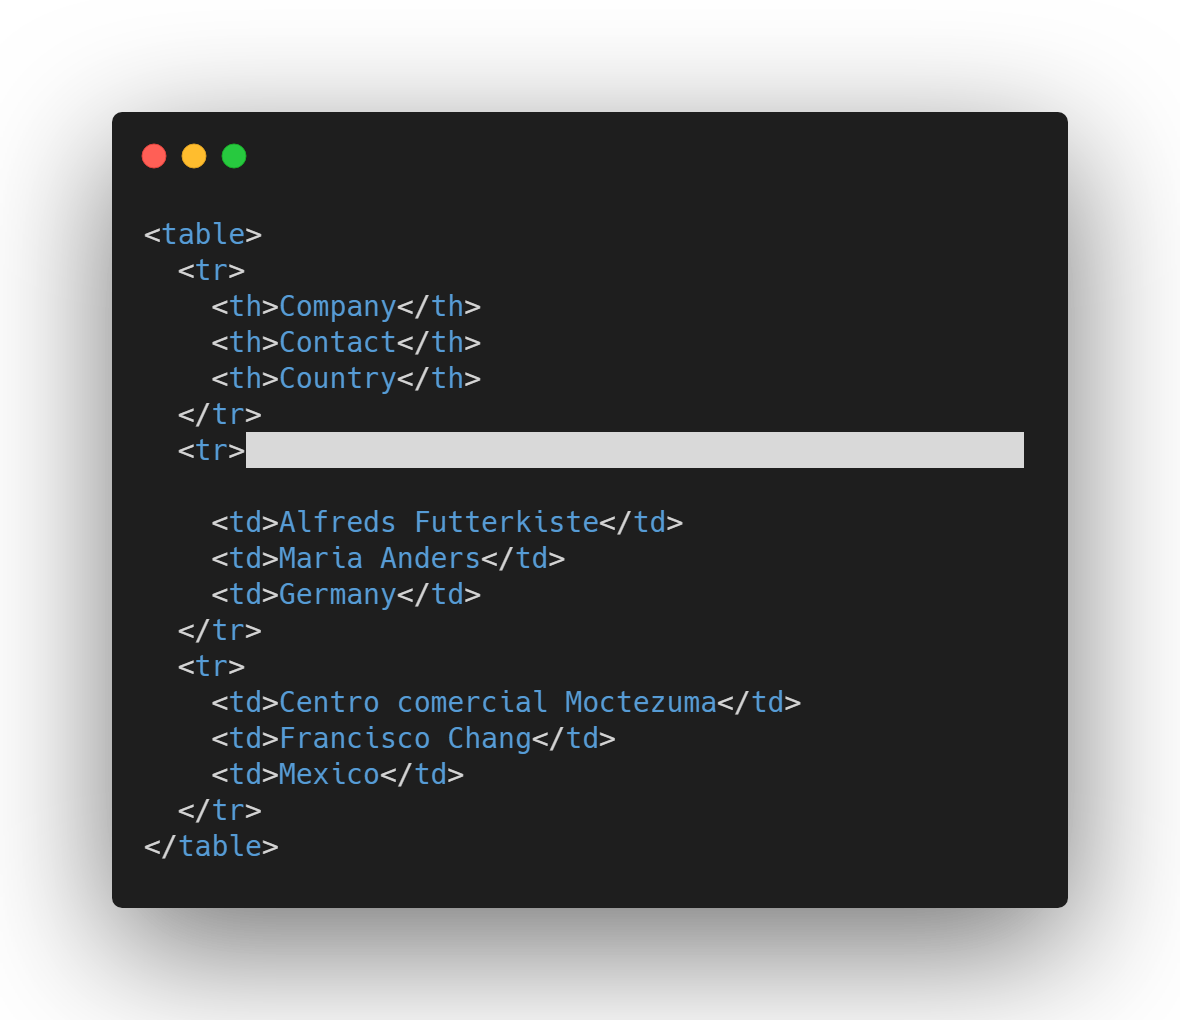 <table>
  <tr>
    <th>Company</th>
    <th>Contact</th>
    <th>Country</th>
  </tr>
  <tr>
    <td>Alfreds Futterkiste</td>
    <td>Maria Anders</td>
    <td>Germany</td>
  </tr>
  <tr>
    <td>Centro comercial Moctezuma</td>
    <td>Francisco Chang</td>
    <td>Mexico</td>
  </tr>
</table>